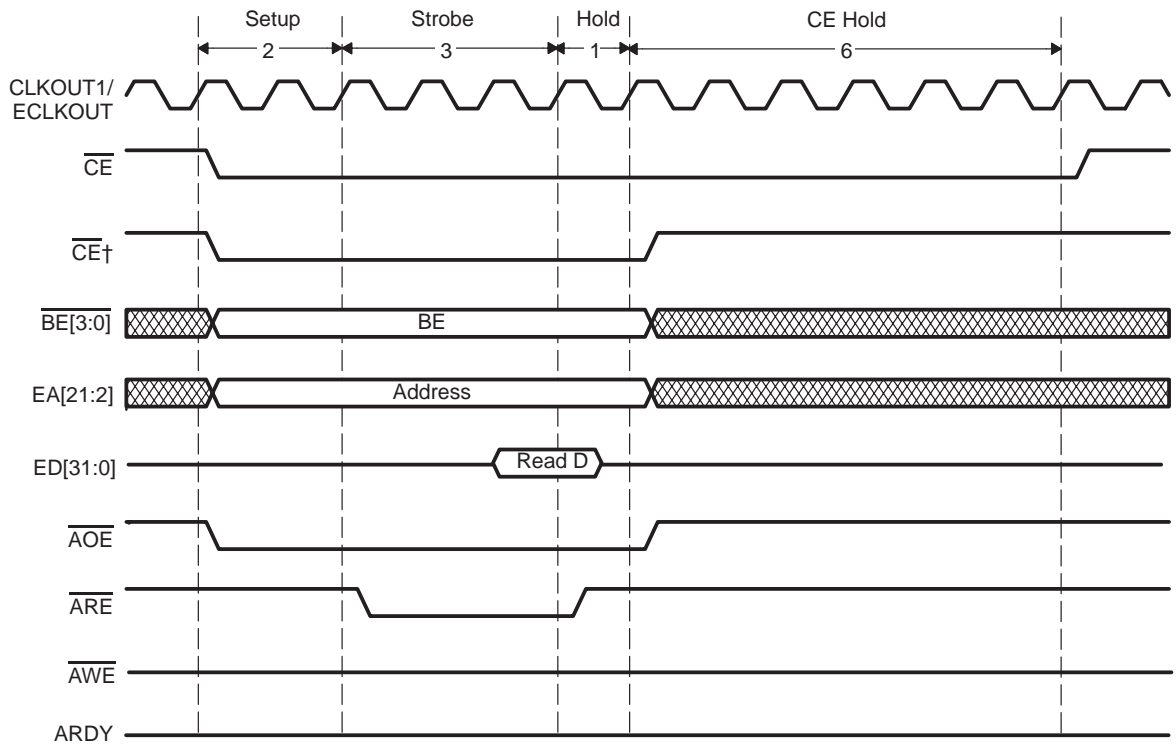 Setup Strobe Hold CE Hold
2 3 1 6
CLKOUT1/
ECLKOUT
CE
CE†
BE[3:0] BE
EA[21:2] Address
ED[31:0] Read D
AOE
ARE
AWE
ARDY